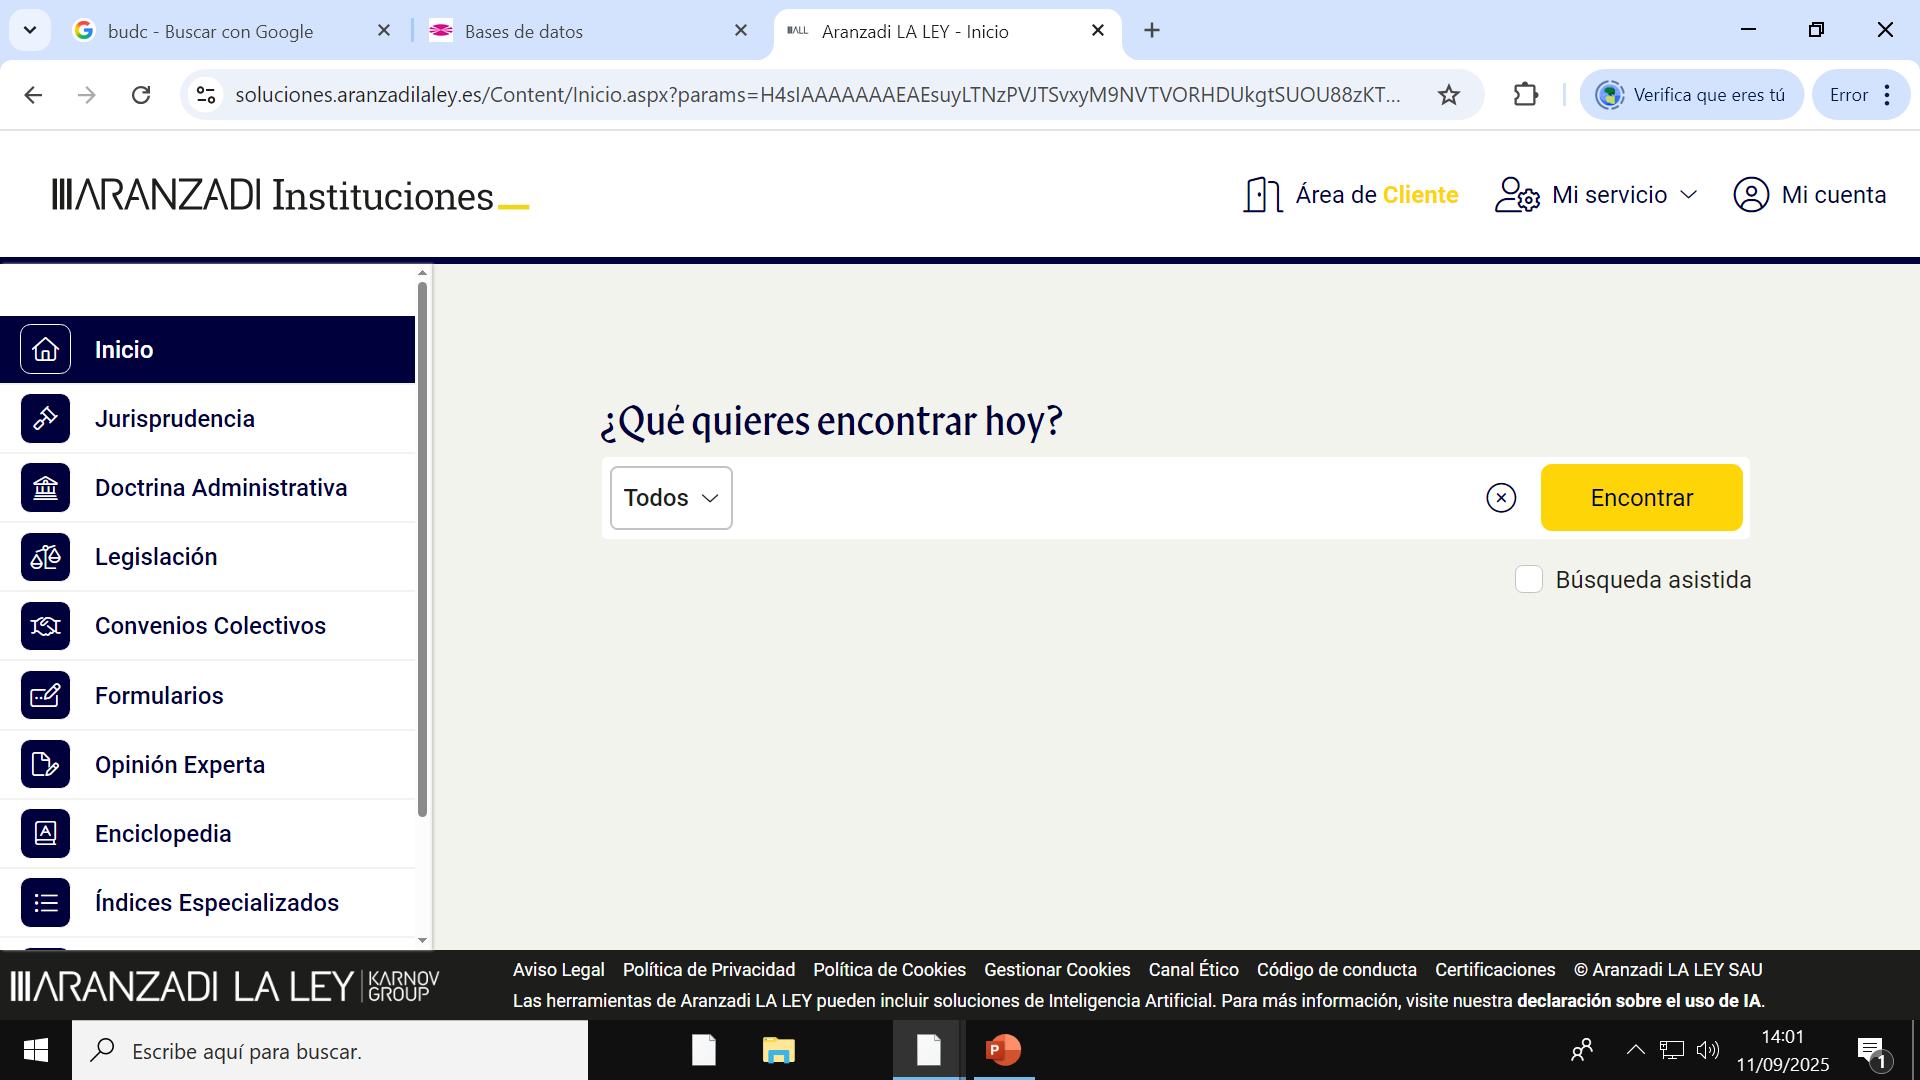 budc - Buscar con Google
Bases de datos
ALL
Aranzadi LA LEY - Inicio
soluciones.aranzadilaley.es/Content/Inicio.aspx?params=H4sIAAAAAAAEAEsuyLTNzPVJTSvxyM9NVTVORHDUkgtSUOU88zKT...
Verifica que eres tú
Error
ARANZADI Instituciones
Área de Cliente
Mi servicio
Mi cuenta
Inicio
Jurisprudencia
Doctrina Administrativa
Legislación
Convenios Colectivos
Formularios
Opinión Experta
Enciclopedia
Índices Especializados
¿Qué quieres encontrar hoy?
Todos
Encontrar
Búsqueda asistida
ARANZADI LA LEY
KARNOV
GROUP
Aviso Legal Política de Privacidad Política de Cookies Gestionar Cookies Canal Ético Código de conducta Certificaciones © Aranzadi LA LEY SAU
Las herramientas de Aranzadi LA LEY pueden incluir soluciones de Inteligencia Artificial. Para más información, visite nuestra declaración sobre el uso de IA.
Escribe aquí para buscar.
P
14:01
11/09/2025
1